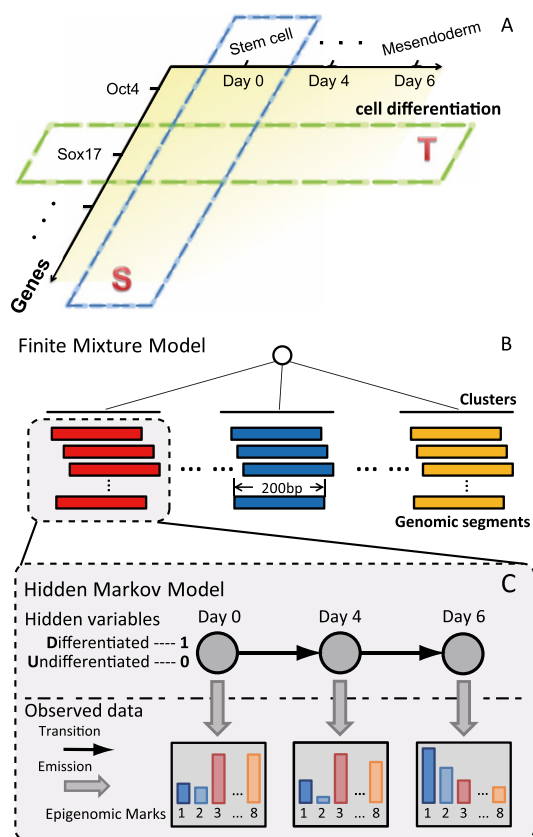 A
Stem cell . . . Mesendoderm
Oct4
Day 0 Day 4 Day 6
cell differentiation
Sox17
T
. . .
S
Genes
Finite Mixture Model
B
Clusters
... ... ... ...
200bp
Genomic segments
C
Hidden Markov Model
Hidden variables Day 0 Day 4 Day 6
Differentiated ---- 1
Undifferentiated ---- 0
Observed data
Transition
Emission
... ... ...
Epigenomic Marks 1 2 3 ... 8 1 2 3 ... 8 1 2 3 ... 8